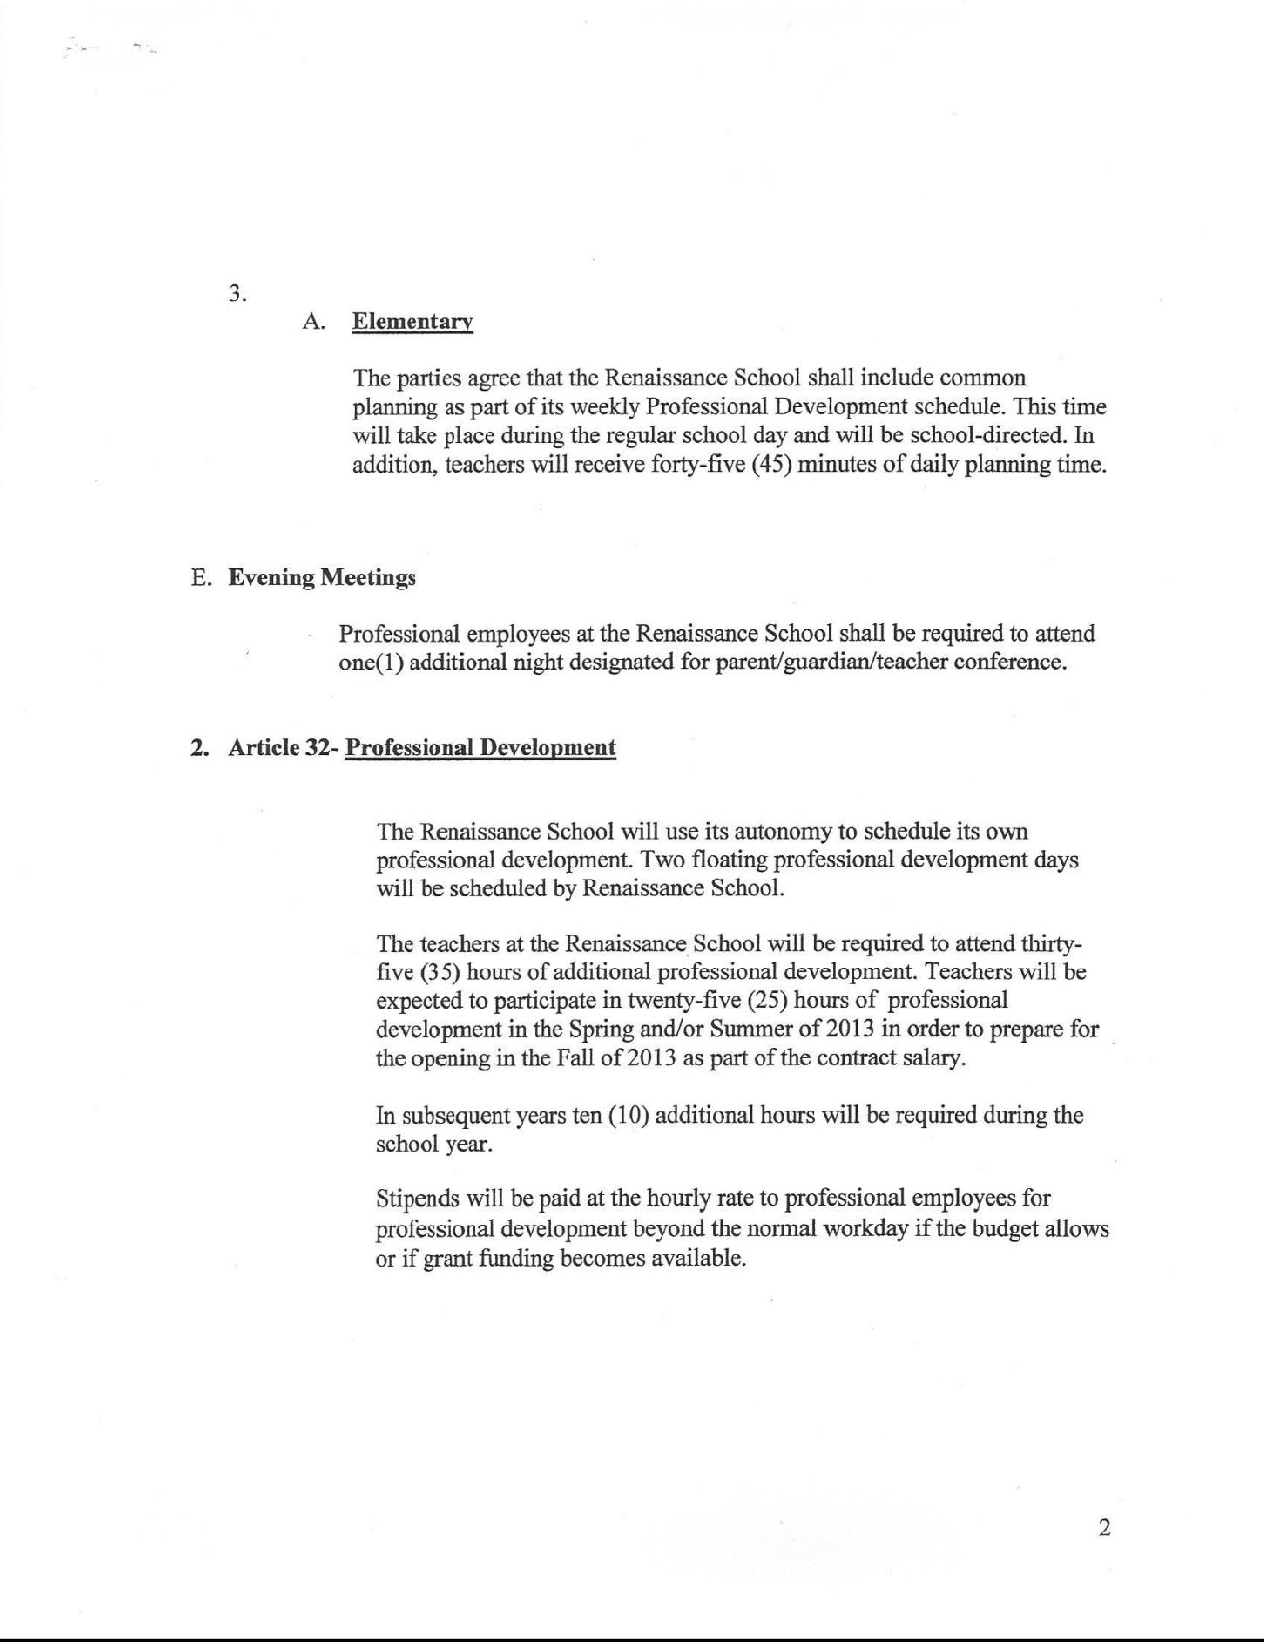 3.
A. Elementary
The parties agree that the Renaissance School shall include common
planning as part of its weekly Professional Development schedule. This time
will take place during the regular school day and will be school-directed. In
addition, teachers will receive forty-five (45) minutes of daily planning time.
E. Evening Meetings
Professional employees at the Renaissance School shall be required to attend
one(1) additional night designated for parent/guardian/teacher conference.
2. Article 32- Professional Development
The Renaissance School will use its autonomy to schedule its own
professional development. Two floating professional development days
will be scheduled by Renaissance School.
The teachers at the Renaissance School will be required to attend thirty-
five (35) hours of additional professional development. Teachers will be
expected to participate in twenty-five (25) hours of professional
development in the Spring and/or Summer of 2013 in order to prepare for
the opening in the Fall of 2013 as part of the contract salary.
In subsequent years ten (10) additional hours will be required during the
school year.
Stipends will be paid at the hourly rate to professional employees for
professional development beyond the normal workday if the budget allows
or if grant funding becomes available.
2